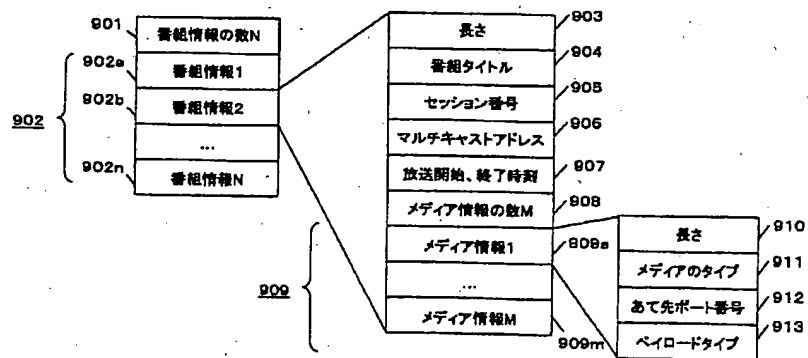 901
番組情報の数N
902a
番組情報1
902b
番組情報2
902
...
902n
番組情報N
長さ
903
番組タイトル
904
セッション番号
905
マルチキャストアドレス
906
放送開始、終了時刻
907
メディア情報の数M
908
メディア情報1
909a
909
...
メディア情報M
909m
長さ
910
メディアのタイプ
911
あて先ポート番号
912
ペイロードタイプ
913